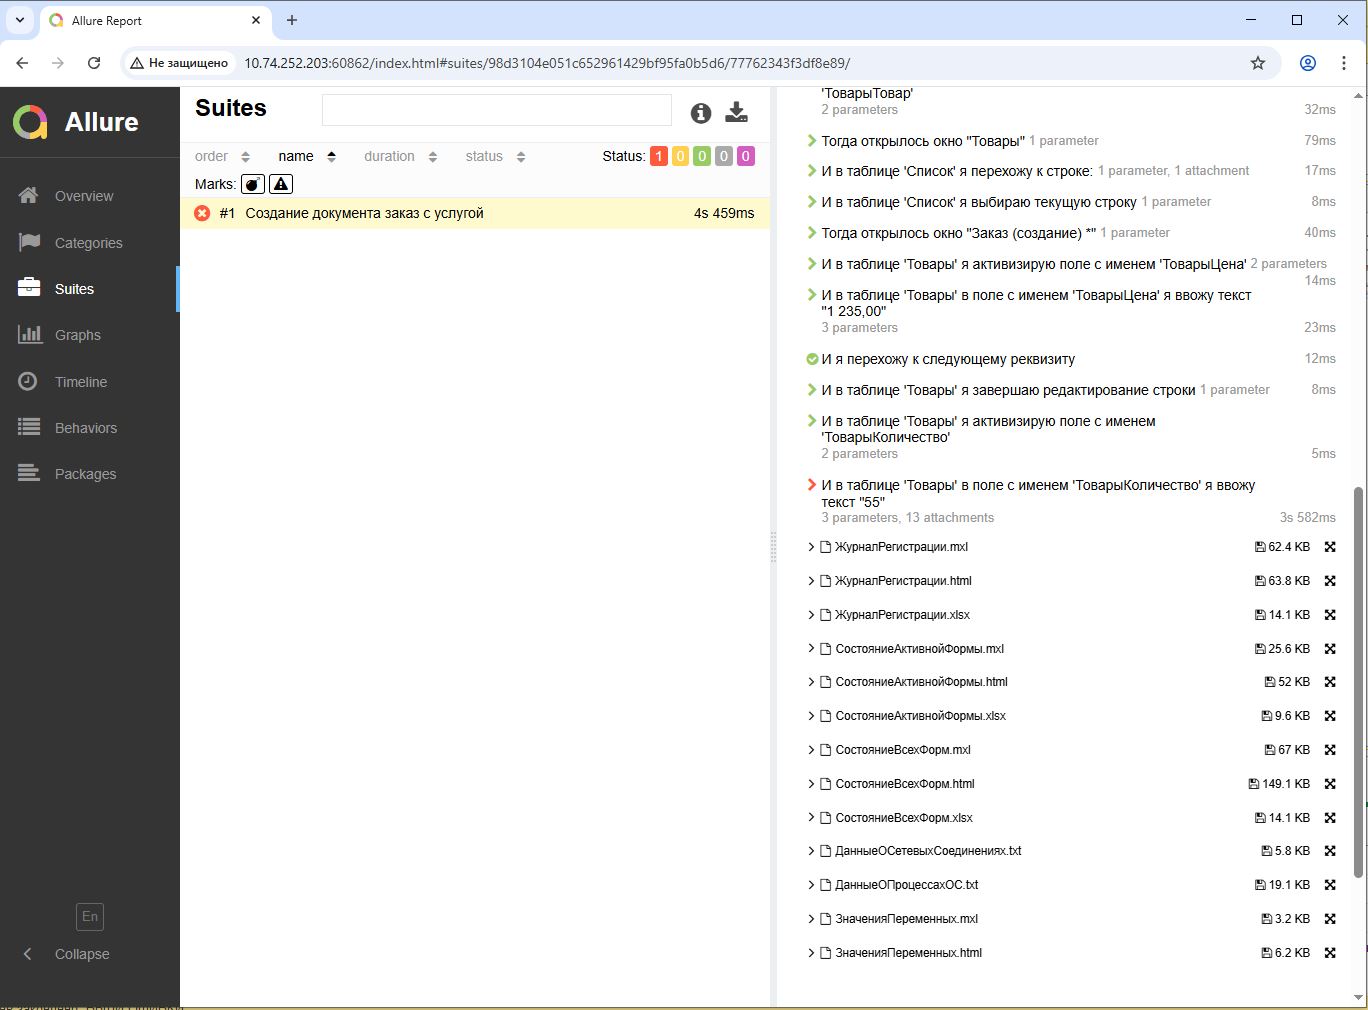 Allure Report
Не защищено
10.74.252.203:60862/index.html#suites/98d3104e051c652961429bf95fa0b5d6/77762343f3df8e89/
Allure
Overview
Categories
Suites
Graphs
Timeline
Behaviors
Packages
En
Collapse
Suites
order name duration status Status: 1 0 0 0 0
Marks:
#1 Создание документа заказ с услугой 4s 459ms
'ТоварыТовар'
2 parameters 32ms
Тогда открылось окно "Товары" 1 parameter 79ms
И в таблице 'Список' я перехожу к строке: 1 parameter, 1 attachment 17ms
И в таблице 'Список' я выбираю текущую строку 1 parameter 8ms
Тогда открылось окно "Заказ (создание) *" 1 parameter 40ms
И в таблице 'Товары' я активизирую поле с именем 'ТоварыЦена' 2 parameters
14ms
И в таблице 'Товары' в поле с именем 'ТоварыЦена' я ввожу текст
"1 235,00"
3 parameters 23ms
И я перехожу к следующему реквизиту 12ms
И в таблице 'Товары' я завершаю редактирование строки 1 parameter 8ms
И в таблице 'Товары' я активизирую поле с именем
'ТоварыКоличество'
2 parameters 5ms
И в таблице 'Товары' в поле с именем 'ТоварыКоличество' я ввожу
текст "55"
3 parameters, 13 attachments 3s 582ms
ЖурналРегистрации.mxl 62.4 KB
ЖурналРегистрации.html 63.8 KB
ЖурналРегистрации.xlsx 14.1 KB
СостояниеАктивнойФормы.mxl 25.6 KB
СостояниеАктивнойФормы.html 52 KB
СостояниеАктивнойФормы.xlsx 9.6 KB
СостояниеВсехФорм.mxl 67 KB
СостояниеВсехФорм.html 149.1 KB
СостояниеВсехФорм.xlsx 14.1 KB
ДанныеОСетевыхСоединениях.txt 5.8 KB
ДанныеОПроцессахОС.txt 19.1 KB
ЗначенияПеременных.mxl 3.2 KB
ЗначенияПеременных.html 6.2 KB